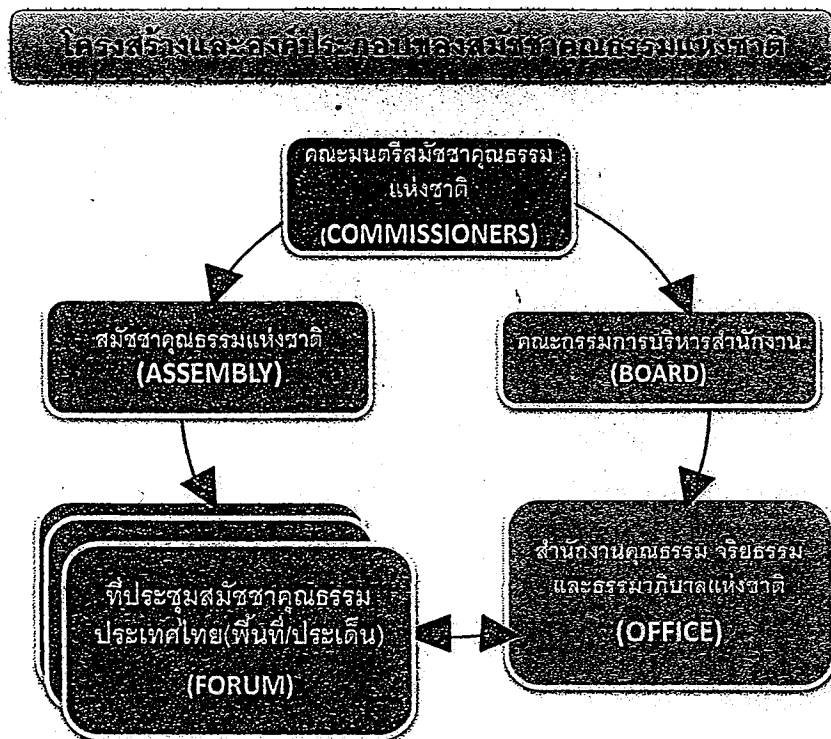 โครงสร้างและองค์ประกอบของสมัชชาคุณธรรมแห่งชาติ
คณะมนตรีสมัชชาคุณธรรม
แห่งชาติ
(COMMISSIONERS)
สมัชชาคุณธรรมแห่งชาติ
(ASSEMBLY)
คณะกรรมการบริหารสำนักงาน
(BOARD)
ที่ประชุมสมัชชาคุณธรรม
ประเทศไทย(พื้นที่/ประเด็น)
(FORUM)
สำนักงานคุณธรรม จริยธรรม
และธรรมาภิบาลแห่งชาติ
(OFFICE)